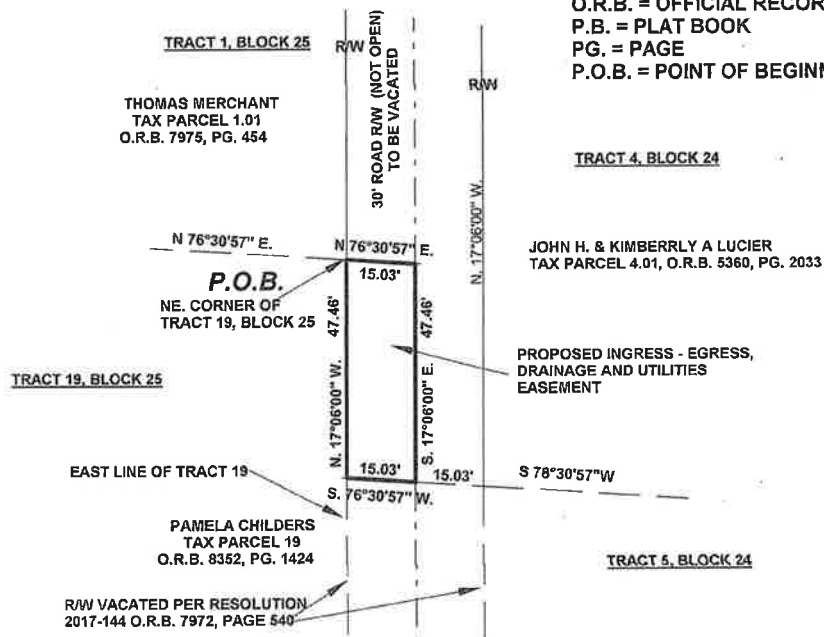 O.R.B. = OFFICIAL RECOR
P.B. = PLAT BOOK
PG. = PAGE
P.O.B. = POINT OF BEGINN
TRACT 1, BLOCK 25
R/W
30' ROAD R/W (NOT OPEN)
TO BE VACATED
R/W
THOMAS MERCHANT
TAX PARCEL 1.01
O.R.B. 7975, PG. 454
TRACT 4, BLOCK 24
N. 17°06'00" W.
JOHN H. & KIMBERRLY A LUCIER
TAX PARCEL 4.01, O.R.B. 5360, PG. 2033
N 76°30'57" E.
N 76°30'57" E.
15.03'
P.O.B.
NE. CORNER OF
TRACT 19, BLOCK 25
47.46'
47.46'
N. 17°06'00" W.
S. 17°06'00" E.
PROPOSED INGRESS - EGRESS,
DRAINAGE AND UTILITIES
EASEMENT
TRACT 19, BLOCK 25
EAST LINE OF TRACT 19
15.03'
15.03'
S 78°30'57"W
S. 76°30'57" W.
PAMELA CHILDERS
TAX PARCEL 19
O.R.B. 8352, PG. 1424
TRACT 5, BLOCK 24
R/W VACATED PER RESOLUTION
2017-144 O.R.B. 7972, PAGE 540